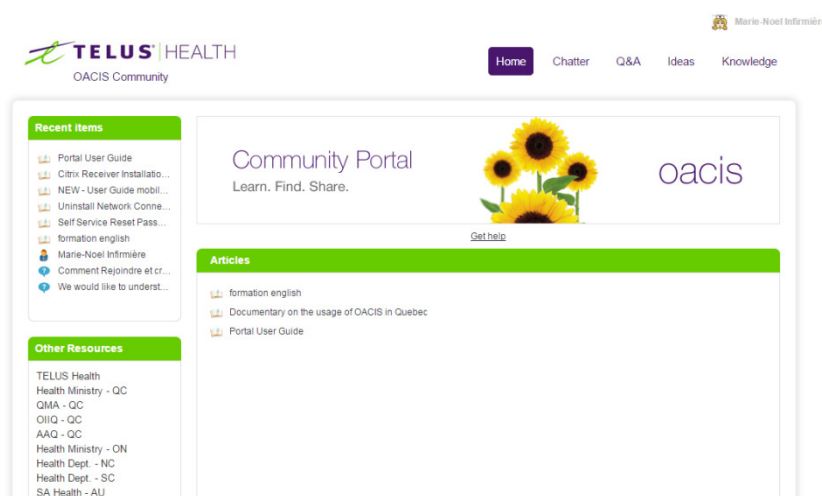 Marie-Noel Infirmièr
TELUS HEALTH
OACIS Community
Home Chatter Q&A Ideas Knowledge
Recent Items
Portal User Guide
Citrix Receiver Installatio...
NEW - User Guide mobil...
Uninstall Network Conne...
Self Service Reset Pass...
formation english
Marie-Noel Infirmière
Comment Rejoindre et cr...
We would like to underst...
Other Resources
TELUS Health
Health Ministry - QC
QMA - QC
OIIQ - QC
AAQ - QC
Health Ministry - ON
Health Dept. - NC
Health Dept. - SC
SA Health - AU
Community Portal
Learn. Find. Share.
oacis
Get help
Articles
formation english
Documentary on the usage of OACIS in Quebec
Portal User Guide